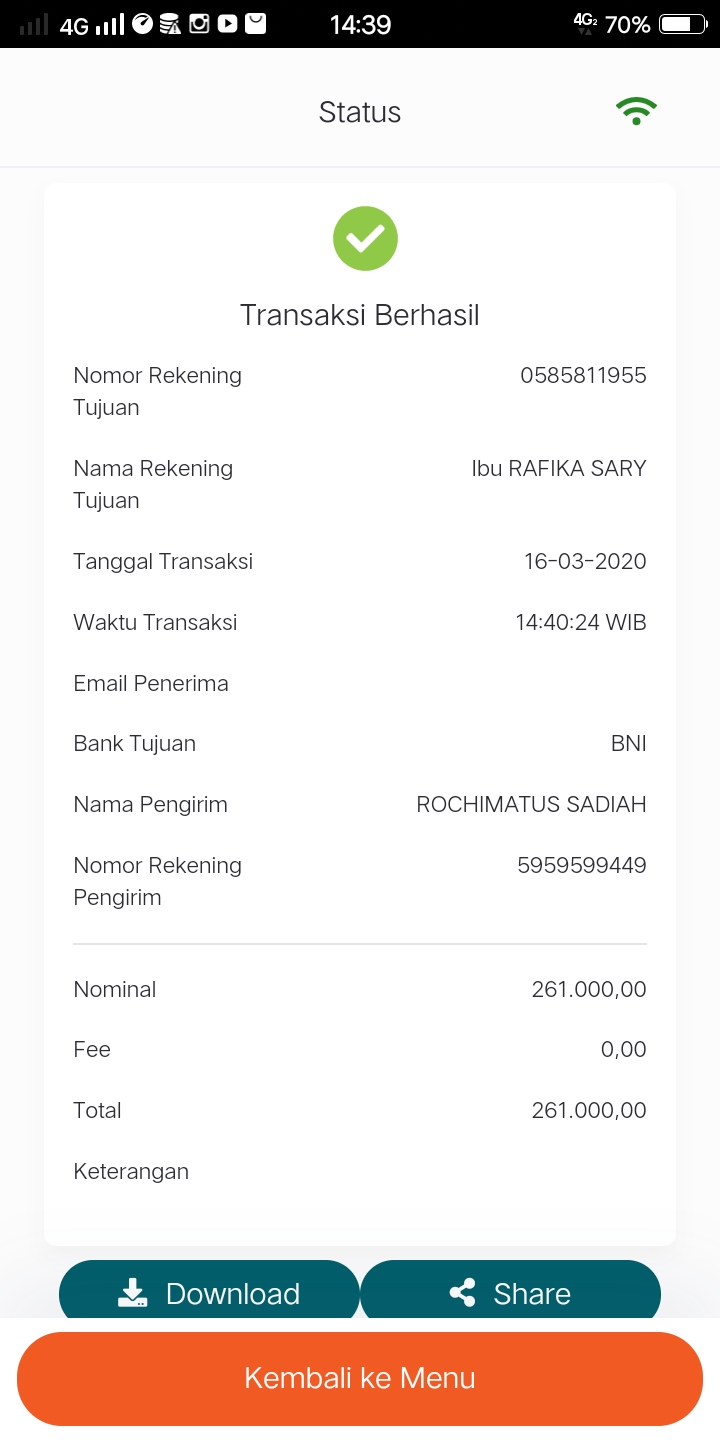 4G 14:39 4G2 70%
Status
Transaksi Berhasil
Nomor Rekening 0585811955
Tujuan
Nama Rekening Ibu RAFIKA SARY
Tujuan
Tanggal Transaksi 16-03-2020
Waktu Transaksi 14:40:24 WIB
Email Penerima
Bank Tujuan BNI
Nama Pengirim ROCHIMATUS SADIAH
Nomor Rekening 5959599449
Pengirim
Nominal 261.000,00
Fee 0,00
Total 261.000,00
Keterangan
Download Share
Kembali ke Menu